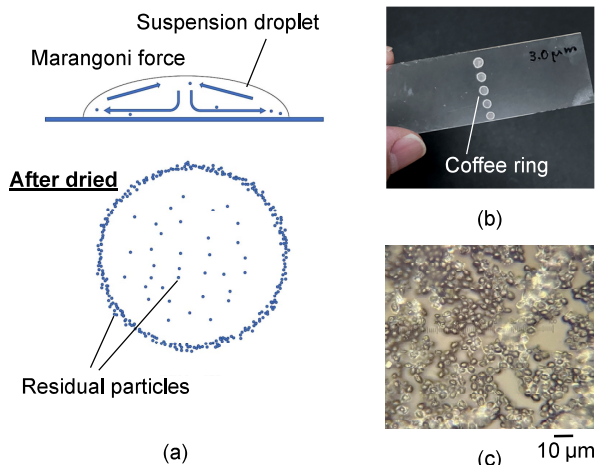 Suspension droplet
Marangoni force
After dried
Residual particles
(a)
3.0 µm
Coffee ring
(b)
10 µm
(c)